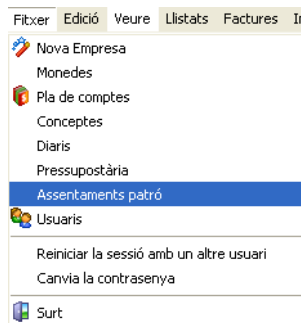 Fitxer Edició Veure Llistats Factures
Nova Empresa
Monedes
Pla de comptes
Conceptes
Diaris
Pressupostària
Assentaments patró
Usuaris
Reiniciar la sessió amb un altre usuari
Canvia la contrasenya
Surt